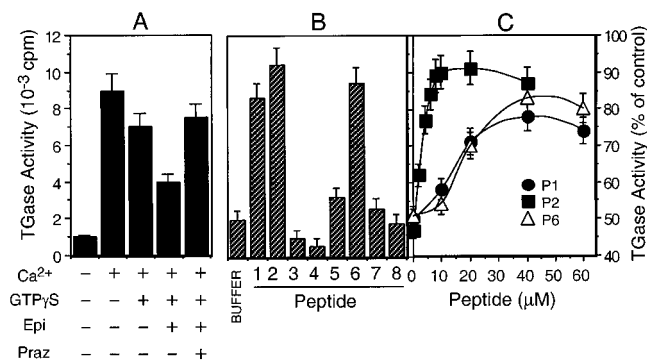 A B C
TGase Activity (10⁻³ cpm)
12
10
8
6
4
2
0
TGase Activity (% of control)
100
90
80
70
60
50
40
P1
P2
P6
BUFFER 1 2 3 4 5 6 7 8
Peptide
0 10 20 30 40 50 60
Peptide (μM)
Ca²⁺ – + + + +
GTPγS – – + + +
Epi – – – + +
Praz – – – – +